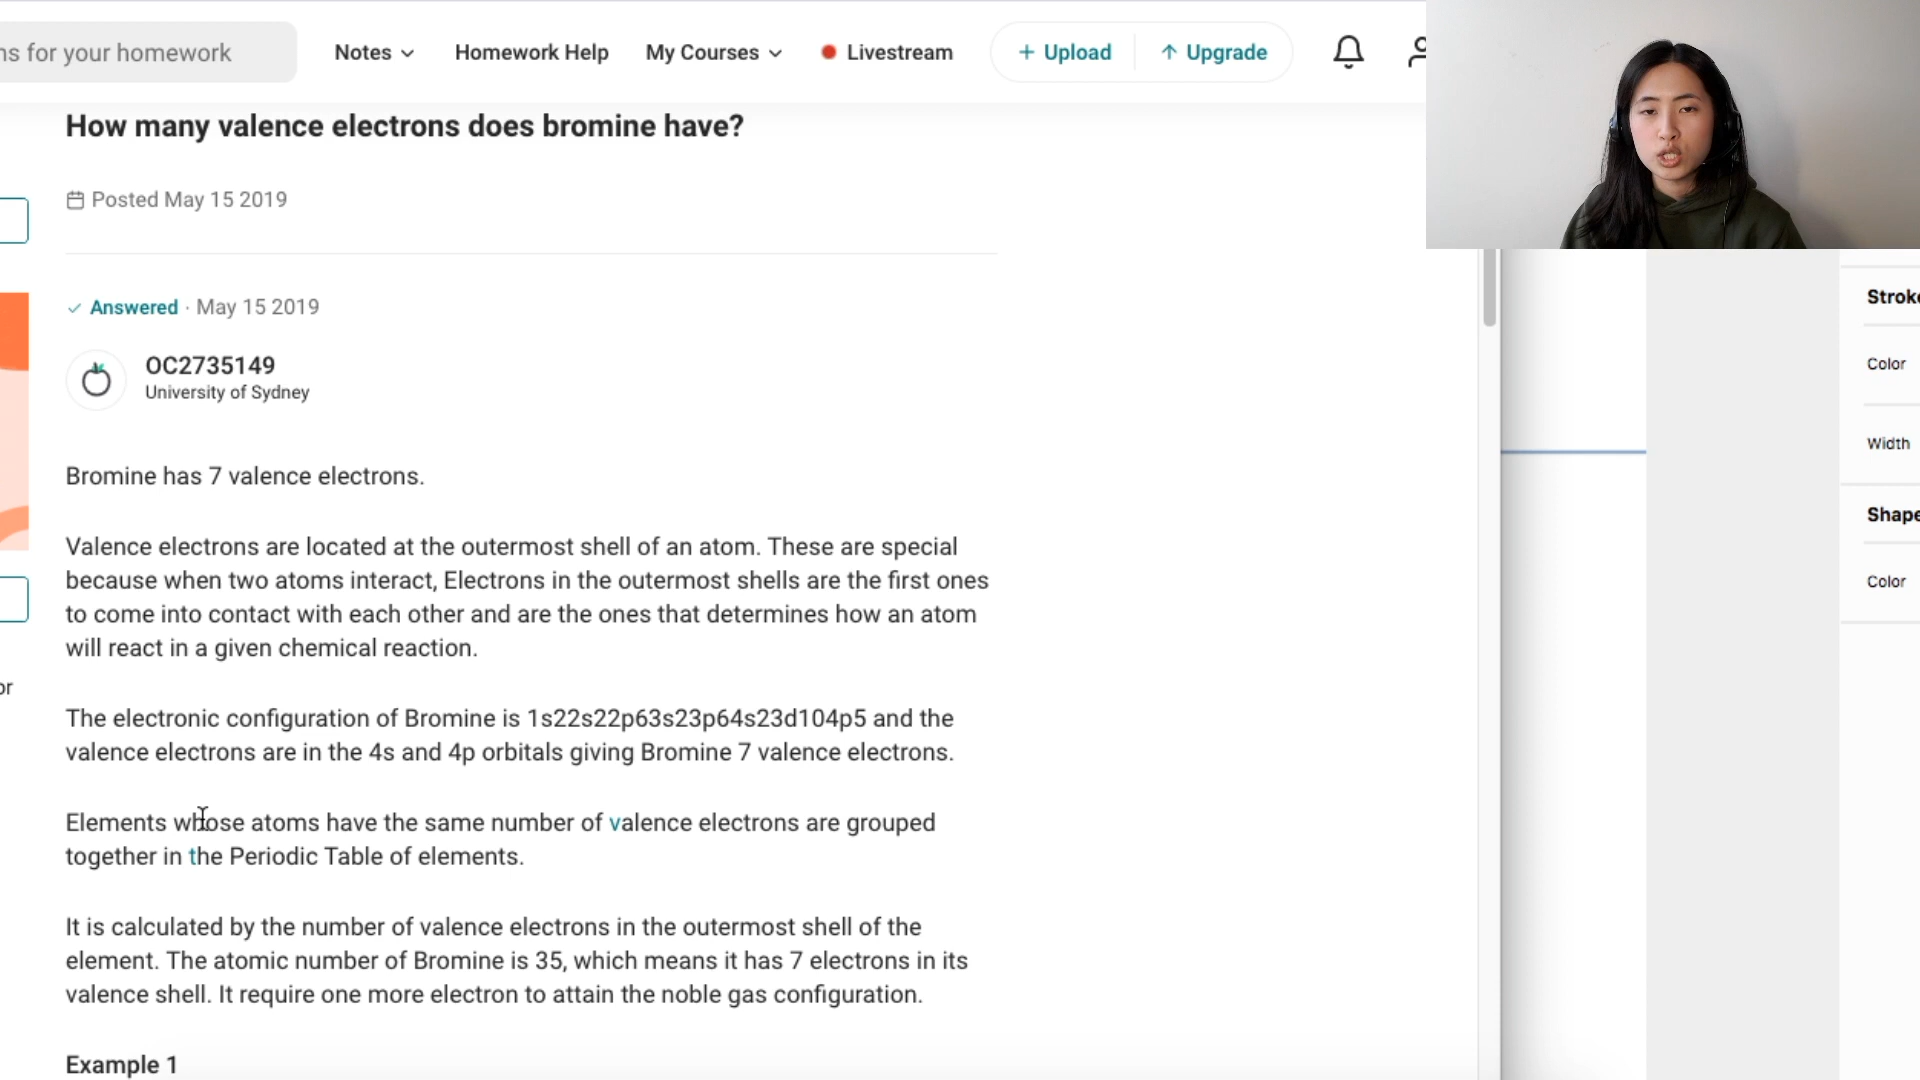 ns for your homework
Notes
Homework Help
My Courses
Livestream
+ Upload
Upgrade
How many valence electrons does bromine have?
Posted May 15 2019
Answered · May 15 2019
OC2735149
University of Sydney
Bromine has 7 valence electrons.
Valence electrons are located at the outermost shell of an atom. These are special
because when two atoms interact, Electrons in the outermost shells are the first ones
to come into contact with each other and are the ones that determines how an atom
will react in a given chemical reaction.
The electronic configuration of Bromine is 1s22s22p63s23p64s23d104p5 and the
valence electrons are in the 4s and 4p orbitals giving Bromine 7 valence electrons.
or
Elements whose atoms have the same number of valence electrons are grouped
together in the Periodic Table of elements.
It is calculated by the number of valence electrons in the outermost shell of the
element. The atomic number of Bromine is 35, which means it has 7 electrons in its
valence shell. It require one more electron to attain the noble gas configuration.
Example 1
Stroke
Color
Width
Shape
Color